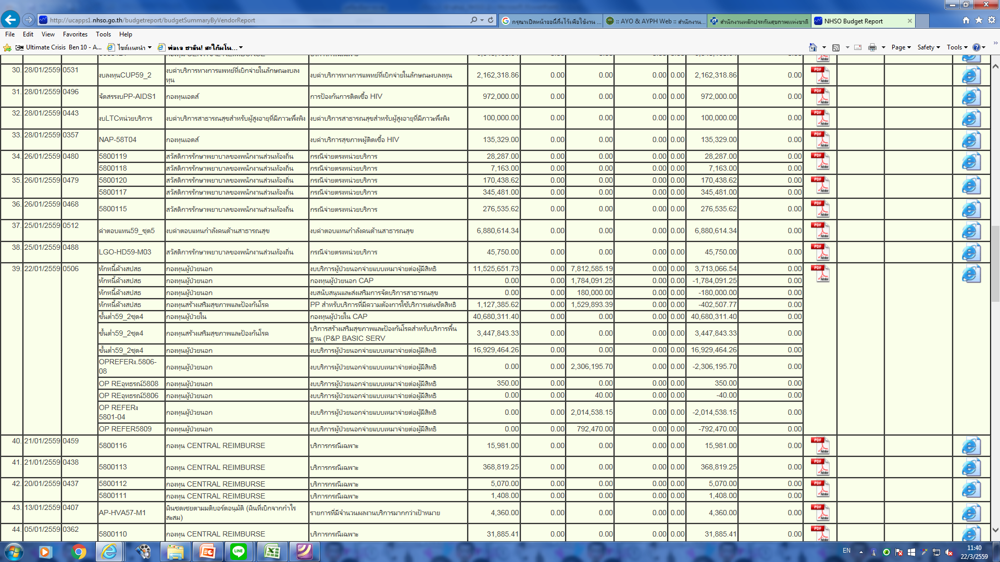 http://ucapps1.nhso.go.th/budgetreport/budgetSummaryByVendorReport
กรุณาเปิดหน้าจอนี้ทิ้งไว้เพื่อใช้งาน ...
:: AYO & AYPH Web :: สำนักงาน...
สำนักงานหลักประกันสุขภาพแห่งชาติ
NHSO Budget Report
File Edit View Favorites Tools Help
Ultimate Crisis Ben 10 - A... ไซต์แนะนำ
Page Safety Tools
30. 28/01/2559 0531 งบลงทุนCUP59_2 งบค่าบริการทางการแพทย์ที่เบิกจ่ายในลักษณะงบลงทุน งบค่าบริการทางการแพทย์ที่เบิกจ่ายในลักษณะงบลงทุน 2,162,318.86 0.00 0.00 0.00 0.00 2,162,318.86 0.00
31. 28/01/2559 0496 จัดสรรงบPP-AIDS1 กองทุนเอดส์ การป้องกันการติดเชื้อ HIV 972,000.00 0.00 0.00 0.00 0.00 972,000.00 0.00
32. 28/01/2559 0443 งบLTCหน่วยบริการ งบค่าบริการสาธารณสุขสำหรับผู้สูงอายุที่มีภาวะพึ่งพิง งบค่าบริการสาธารณสุขสำหรับผู้สูงอายุที่มีภาวะพึ่งพิง 100,000.00 0.00 0.00 0.00 0.00 100,000.00 0.00
33. 28/01/2559 0357 NAP-58T04 กองทุนเอดส์ งบค่าบริการสุขภาพผู้ติดเชื้อ HIV 135,329.00 0.00 0.00 0.00 0.00 135,329.00 0.00
34. 26/01/2559 0480 5800119 สวัสดิการรักษาพยาบาลของพนักงานส่วนท้องถิ่น กรณีจ่ายตรงหน่วยบริการ 28,287.00 0.00 0.00 0.00 0.00 28,287.00 0.00
5800118 สวัสดิการรักษาพยาบาลของพนักงานส่วนท้องถิ่น กรณีจ่ายตรงหน่วยบริการ 7,163.00 0.00 0.00 0.00 0.00 7,163.00 0.00
35. 26/01/2559 0479 5800120 สวัสดิการรักษาพยาบาลของพนักงานส่วนท้องถิ่น กรณีจ่ายตรงหน่วยบริการ 170,438.62 0.00 0.00 0.00 0.00 170,438.62 0.00
5800117 สวัสดิการรักษาพยาบาลของพนักงานส่วนท้องถิ่น กรณีจ่ายตรงหน่วยบริการ 345,481.00 0.00 0.00 0.00 0.00 345,481.00 0.00
36. 26/01/2559 0468 5800115 สวัสดิการรักษาพยาบาลของพนักงานส่วนท้องถิ่น กรณีจ่ายตรงหน่วยบริการ 276,535.62 0.00 0.00 0.00 0.00 276,535.62 0.00
37. 25/01/2559 0512 ค่าตอบแทน59_ชุด5 งบค่าตอบแทนกำลังคนด้านสาธารณสุข งบค่าตอบแทนกำลังคนด้านสาธารณสุข 6,880,614.34 0.00 0.00 0.00 0.00 6,880,614.34 0.00
38. 25/01/2559 0488 LGO-HD59-M03 สวัสดิการรักษาพยาบาลของพนักงานส่วนท้องถิ่น กรณีจ่ายตรงหน่วยบริการ 45,750.00 0.00 0.00 0.00 0.00 45,750.00 0.00
39. 22/01/2559 0506 หักหนี้ค้างสปสธ กองทุนผู้ป่วยนอก งบบริการผู้ป่วยนอกจ่ายแบบเหมาจ่ายต่อผู้มีสิทธิ 11,525,651.73 0.00 7,812,585.19 0.00 0.00 3,713,066.54 0.00
หักหนี้ค้างสปสธ กองทุนผู้ป่วยนอก กองทุนผู้ป่วยนอก CAP 0.00 0.00 1,784,091.25 0.00 0.00 -1,784,091.25 0.00
หักหนี้ค้างสปสธ กองทุนผู้ป่วยนอก งบสนับสนุนและส่งเสริมการจัดบริการสาธารณสุข 0.00 0.00 180,000.00 0.00 0.00 -180,000.00 0.00
หักหนี้ค้างสปสธ กองทุนสร้างเสริมสุขภาพและป้องกันโรค PP สำหรับบริการที่มีความต้องการใช้บริการเด่นชัดสิทธิ 1,127,385.62 0.00 1,529,893.39 0.00 0.00 -402,507.77 0.00
ขั้นต่ำ59_2ชุด4 กองทุนผู้ป่วยใน กองทุนผู้ป่วยใน CAP 40,680,311.40 0.00 0.00 0.00 0.00 40,680,311.40 0.00
ขั้นต่ำ59_2ชุด4 กองทุนสร้างเสริมสุขภาพและป้องกันโรค บริการสร้างเสริมสุขภาพและป้องกันโรคสำหรับบริการพื้นฐาน (P&P BASIC SERV 3,447,843.33 0.00 0.00 0.00 0.00 3,447,843.33 0.00
ขั้นต่ำ59_2ชุด4 กองทุนผู้ป่วยนอก งบบริการผู้ป่วยนอกจ่ายแบบเหมาจ่ายต่อผู้มีสิทธิ 16,929,464.26 0.00 0.00 0.00 0.00 16,929,464.26 0.00
OPREFERง.5806-08 กองทุนผู้ป่วยนอก งบบริการผู้ป่วยนอกจ่ายแบบเหมาจ่ายต่อผู้มีสิทธิ 0.00 0.00 2,306,195.70 0.00 0.00 -2,306,195.70 0.00
OP REอุทธรณ์5808 กองทุนผู้ป่วยนอก งบบริการผู้ป่วยนอกจ่ายแบบเหมาจ่ายต่อผู้มีสิทธิ 350.00 0.00 0.00 0.00 0.00 350.00 0.00
OP REอุทธรณ์5806 กองทุนผู้ป่วยนอก งบบริการผู้ป่วยนอกจ่ายแบบเหมาจ่ายต่อผู้มีสิทธิ 0.00 0.00 40.00 0.00 0.00 -40.00 0.00
OP REFERง 5801-04 กองทุนผู้ป่วยนอก งบบริการผู้ป่วยนอกจ่ายแบบเหมาจ่ายต่อผู้มีสิทธิ 0.00 0.00 2,014,538.15 0.00 0.00 -2,014,538.15 0.00
OP REFER5809 กองทุนผู้ป่วยนอก งบบริการผู้ป่วยนอกจ่ายแบบเหมาจ่ายต่อผู้มีสิทธิ 0.00 0.00 792,470.00 0.00 0.00 -792,470.00 0.00
40. 21/01/2559 0459 5800116 กองทุน CENTRAL REIMBURSE บริการกรณีเฉพาะ 15,981.00 0.00 0.00 0.00 0.00 15,981.00 0.00
41. 21/01/2559 0438 5800113 กองทุน CENTRAL REIMBURSE บริการกรณีเฉพาะ 368,819.25 0.00 0.00 0.00 0.00 368,819.25 0.00
42. 20/01/2559 0437 5800112 กองทุน CENTRAL REIMBURSE บริการกรณีเฉพาะ 5,070.00 0.00 0.00 0.00 0.00 5,070.00 0.00
5800111 กองทุน CENTRAL REIMBURSE บริการกรณีเฉพาะ 1,408.00 0.00 0.00 0.00 0.00 1,408.00 0.00
43. 13/01/2559 0407 AP-HVA57-M1 เงินชดเชยตามมติบอร์ดอนุมัติ (เงินที่เบิกจากกำไรสะสม) รายการที่มีจำนวนผลงานบริการมากกว่าเป้าหมาย 4,360.00 0.00 0.00 0.00 0.00 4,360.00 0.00
44. 05/01/2559 0362 5800110 กองทุน CENTRAL REIMBURSE บริการกรณีเฉพาะ 31,885.41 0.00 0.00 0.00 0.00 31,885.41 0.00
EN 11:40
22/3/2559